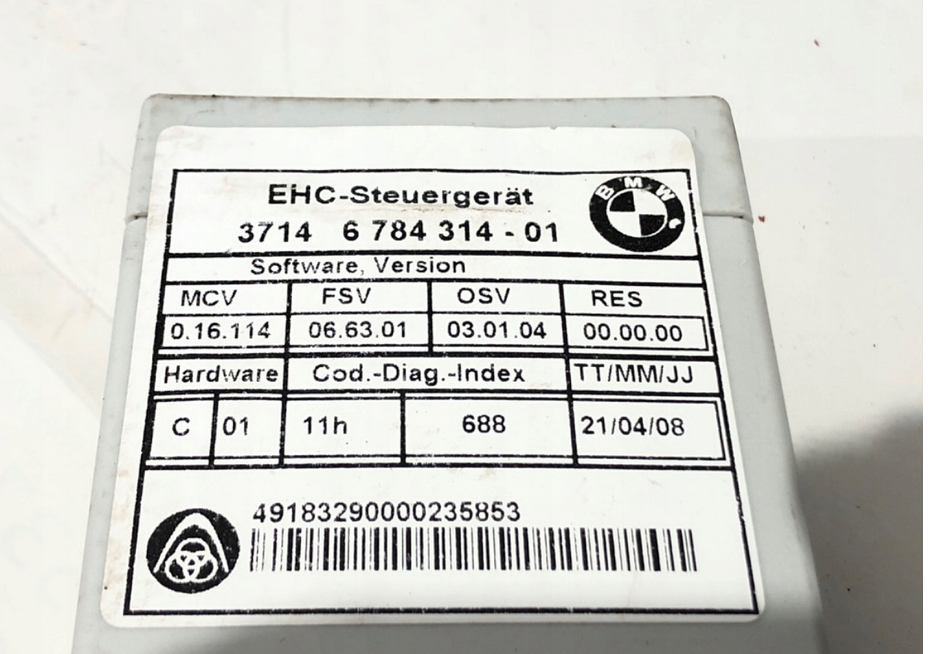 EHC-Steuergerät
BMW
3714 6 784 314 - 01
Software, Version
MCV FSV OSV RES
0.16.114 06.63.01 03.01.04 00.00.00
Hardware Cod.-Diag.-Index TT/MM/JJ
C 01 11h 688 21/04/08
49183290000235853